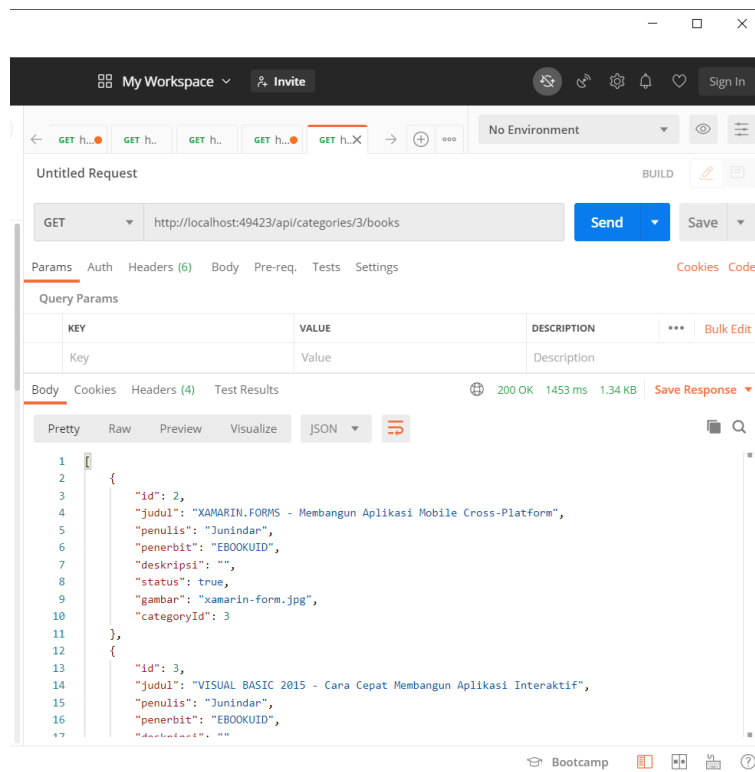 My Workspace Invite Sign In
GET h... GET h.. GET h.. GET h... GET h.. No Environment
Untitled Request BUILD
GET http://localhost:49423/api/categories/3/books Send Save
Params Auth Headers (6) Body Pre-req. Tests Settings Cookies Code
Query Params
KEY VALUE DESCRIPTION Bulk Edit
Key Value Description
Body Cookies Headers (4) Test Results 200 OK 1453 ms 1.34 KB Save Response
Pretty Raw Preview Visualize JSON
1 [
2 {
3 "id": 2,
4 "judul": "XAMARIN.FORMS - Membangun Aplikasi Mobile Cross-Platform",
5 "penulis": "Junindar",
6 "penerbit": "EBOOKUID",
7 "deskripsi": "",
8 "status": true,
9 "gambar": "xamarin-form.jpg",
10 "categoryId": 3
11 },
12 {
13 "id": 3,
14 "judul": "VISUAL BASIC 2015 - Cara Cepat Membangun Aplikasi Interaktif",
15 "penulis": "Junindar",
16 "penerbit": "EBOOKUID",
17 "deskripsi": ""
Bootcamp